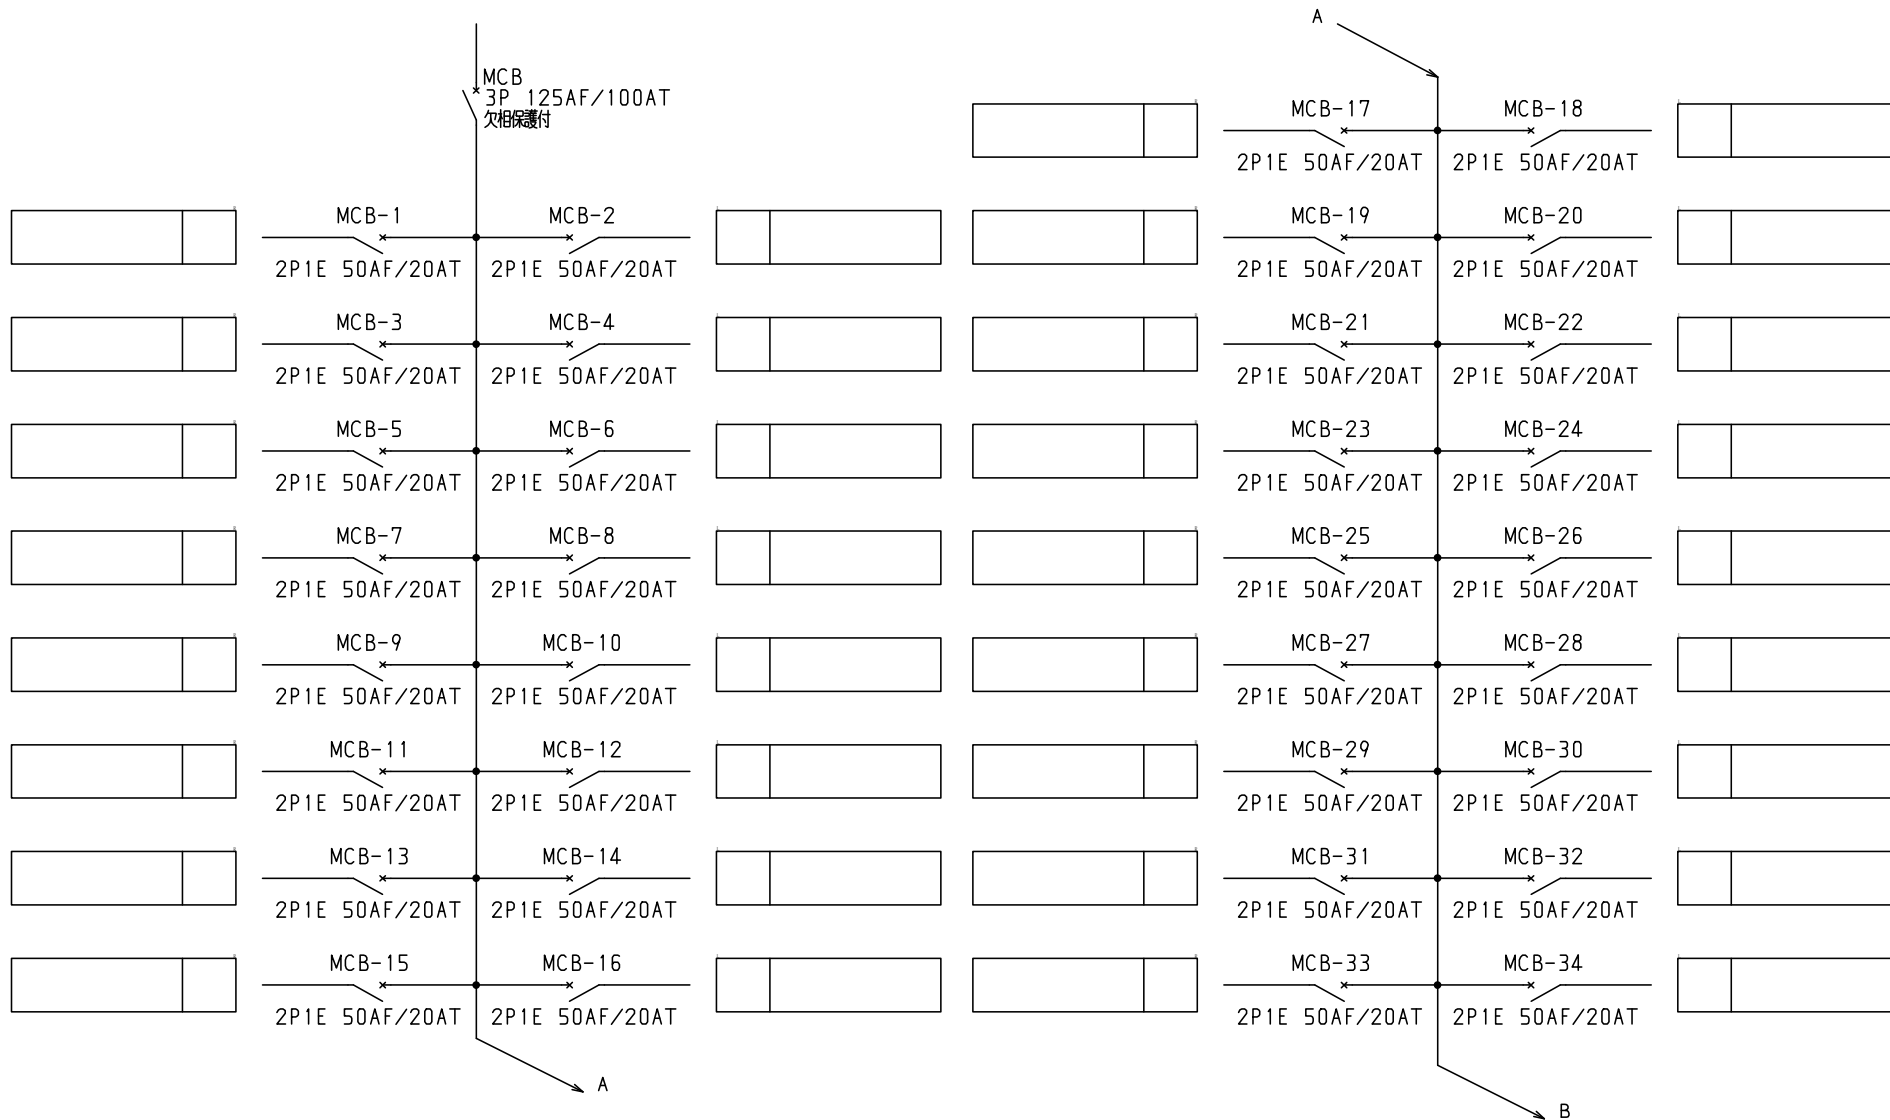 MCB
3P 125AF/100AT
欠相保護付
MCB-1 MCB-2
2P1E 50AF/20AT 2P1E 50AF/20AT
MCB-3 MCB-4
2P1E 50AF/20AT 2P1E 50AF/20AT
MCB-5 MCB-6
2P1E 50AF/20AT 2P1E 50AF/20AT
MCB-7 MCB-8
2P1E 50AF/20AT 2P1E 50AF/20AT
MCB-9 MCB-10
2P1E 50AF/20AT 2P1E 50AF/20AT
MCB-11 MCB-12
2P1E 50AF/20AT 2P1E 50AF/20AT
MCB-13 MCB-14
2P1E 50AF/20AT 2P1E 50AF/20AT
MCB-15 MCB-16
2P1E 50AF/20AT 2P1E 50AF/20AT
A
A
MCB-17 MCB-18
2P1E 50AF/20AT 2P1E 50AF/20AT
MCB-19 MCB-20
2P1E 50AF/20AT 2P1E 50AF/20AT
MCB-21 MCB-22
2P1E 50AF/20AT 2P1E 50AF/20AT
MCB-23 MCB-24
2P1E 50AF/20AT 2P1E 50AF/20AT
MCB-25 MCB-26
2P1E 50AF/20AT 2P1E 50AF/20AT
MCB-27 MCB-28
2P1E 50AF/20AT 2P1E 50AF/20AT
MCB-29 MCB-30
2P1E 50AF/20AT 2P1E 50AF/20AT
MCB-31 MCB-32
2P1E 50AF/20AT 2P1E 50AF/20AT
MCB-33 MCB-34
2P1E 50AF/20AT 2P1E 50AF/20AT
B